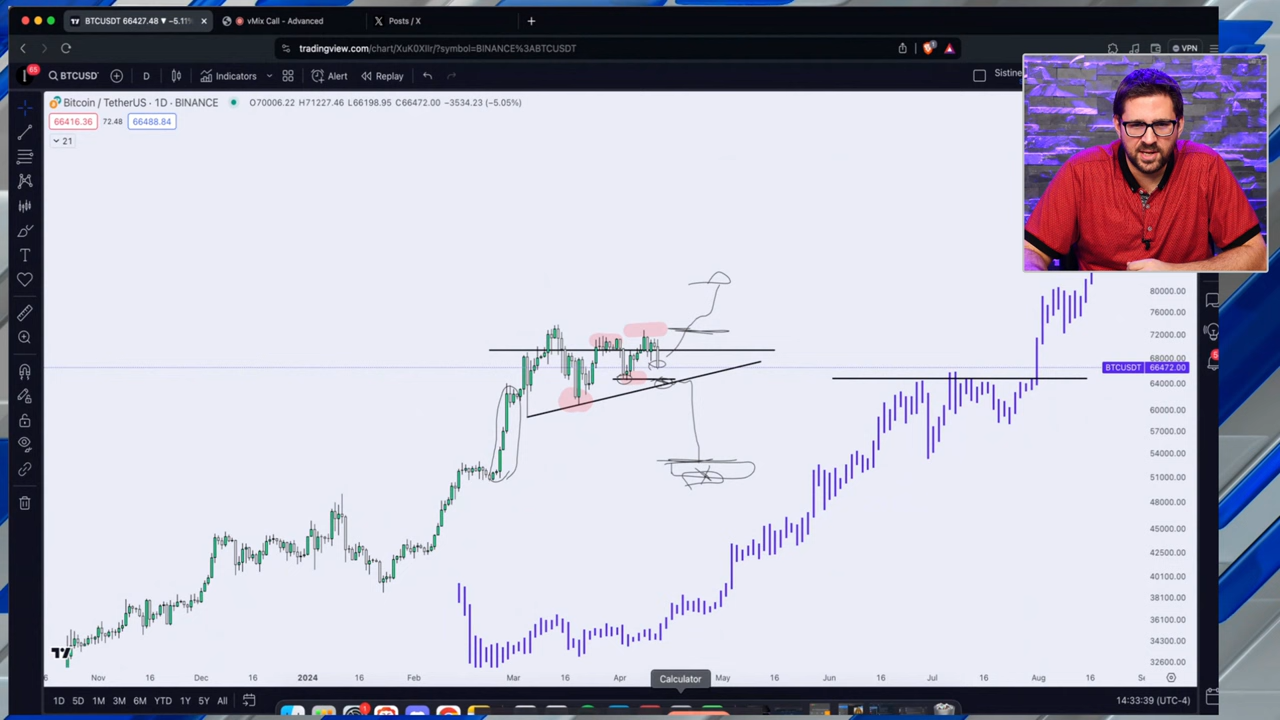 BTCUSDT 66427.48 ▼ −5.11%
vMix Call - Advanced
Posts / X
tradingview.com/chart/XuK0XIlr/?symbol=BINANCE%3ABTCUSDT
VPN
65
BTCUSDT
D
Indicators
Alert
Replay
Sistine
Bitcoin / TetherUS · 1D · BINANCE
O70006.22 H71227.46 L66198.95 C66472.00 −3534.23 (−5.05%)
66416.36
72.48
66488.84
21
80000.00
76000.00
72000.00
68000.00
BTCUSDT 66472.00
64000.00
60000.00
57000.00
54000.00
51000.00
48000.00
45000.00
42500.00
40100.00
38100.00
36100.00
34300.00
32600.00
Nov
16
Dec
2024
16
Feb
Mar
16
Apr
16
May
16
Jun
16
Jul
16
Aug
16
Calculator
1D 5D 1M 3M 6M YTD 1Y 5Y All
14:33:39 (UTC-4)